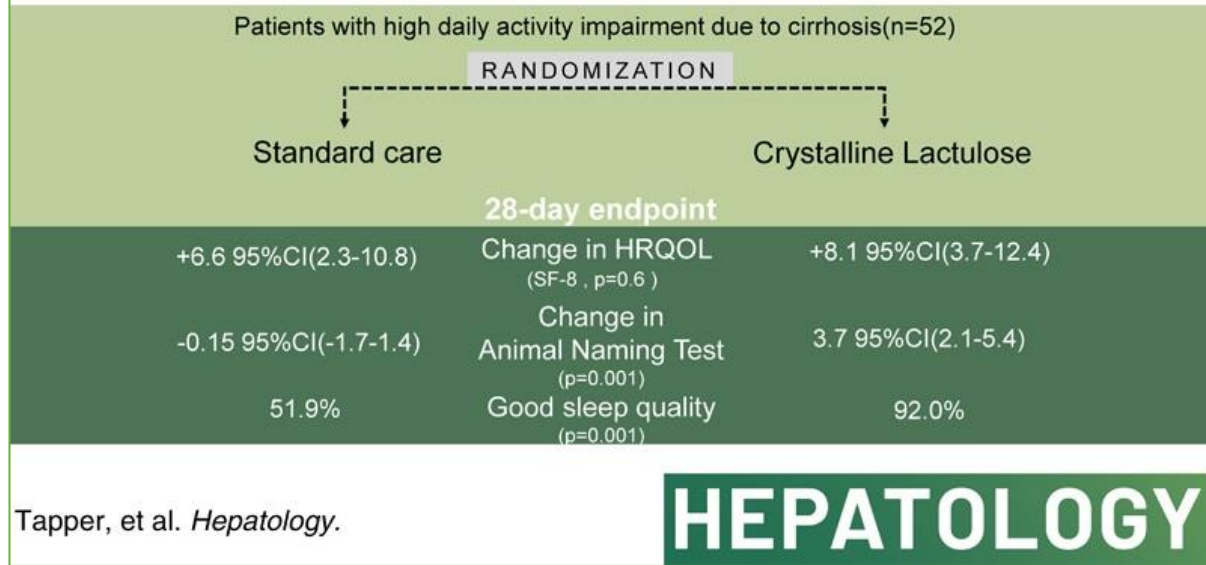 Patients with high daily activity impairment due to cirrhosis(n=52)
RANDOMIZATION
Standard care
Crystalline Lactulose
28-day endpoint
+6.6 95%CI(2.3-10.8)
Change in HRQOL
(SF-8 , p=0.6 )
+8.1 95%CI(3.7-12.4)
-0.15 95%CI(-1.7-1.4)
Change in
Animal Naming Test
(p=0.001)
3.7 95%CI(2.1-5.4)
51.9%
Good sleep quality
(p=0.001)
92.0%
Tapper, et al. Hepatology.
HEPATOLOGY